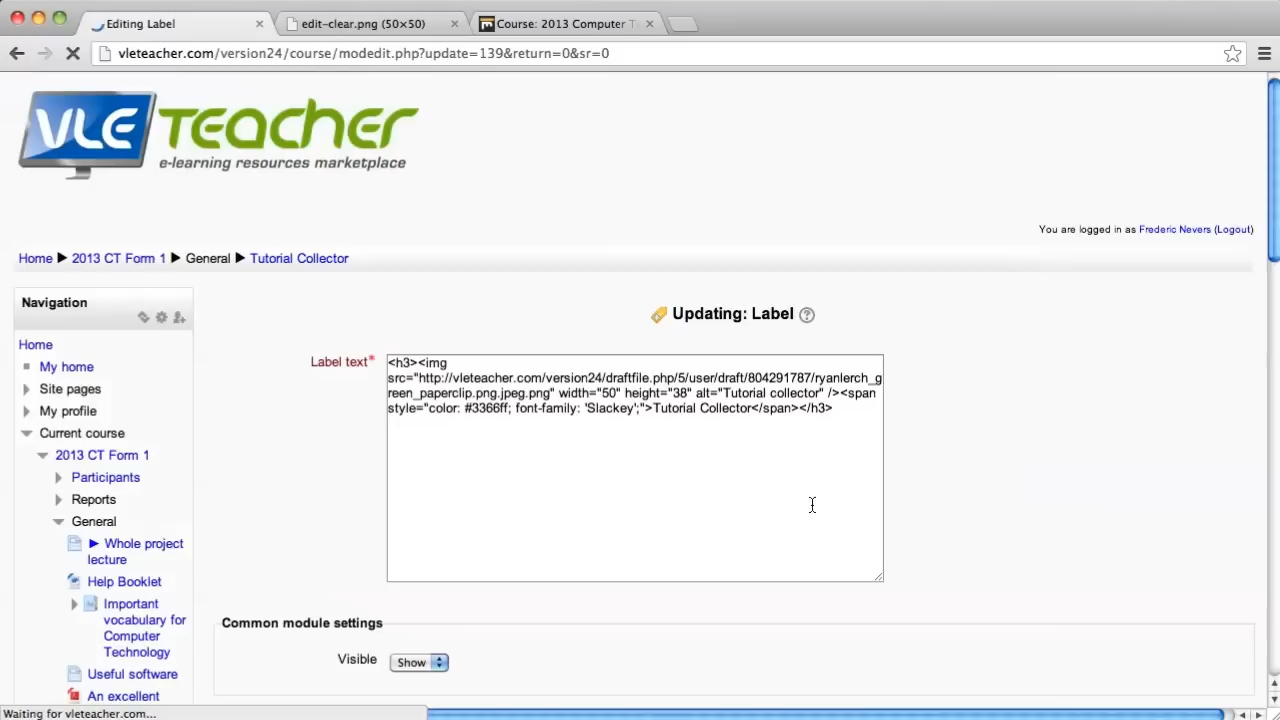 Editing Label
edit-clear.png (50×50)
Course: 2013 Computer T
vleteacher.com/version24/course/modedit.php?update=139&return=0&sr=0
VLE Teacher
e-learning resources marketplace
You are logged in as Frederic Nevers (Logout)
Home ▶ 2013 CT Form 1 ▶ General ▶ Tutorial Collector
Navigation
Updating: Label
Home
My home
Site pages
My profile
Current course
2013 CT Form 1
Participants
Reports
General
▶ Whole project
lecture
Help Booklet
Important
vocabulary for
Computer
Technology
Useful software
An excellent
Label text*
<h3><img
src="http://vleteacher.com/version24/draftfile.php/5/user/draft/804291787/ryanlerch_g
reen_paperclip.png.jpeg.png" width="50" height="38" alt="Tutorial collector" /><span
style="color: #3366ff; font-family: 'Slackey';">Tutorial Collector</span></h3>
Common module settings
Visible Show
Waiting for vleteacher.com...